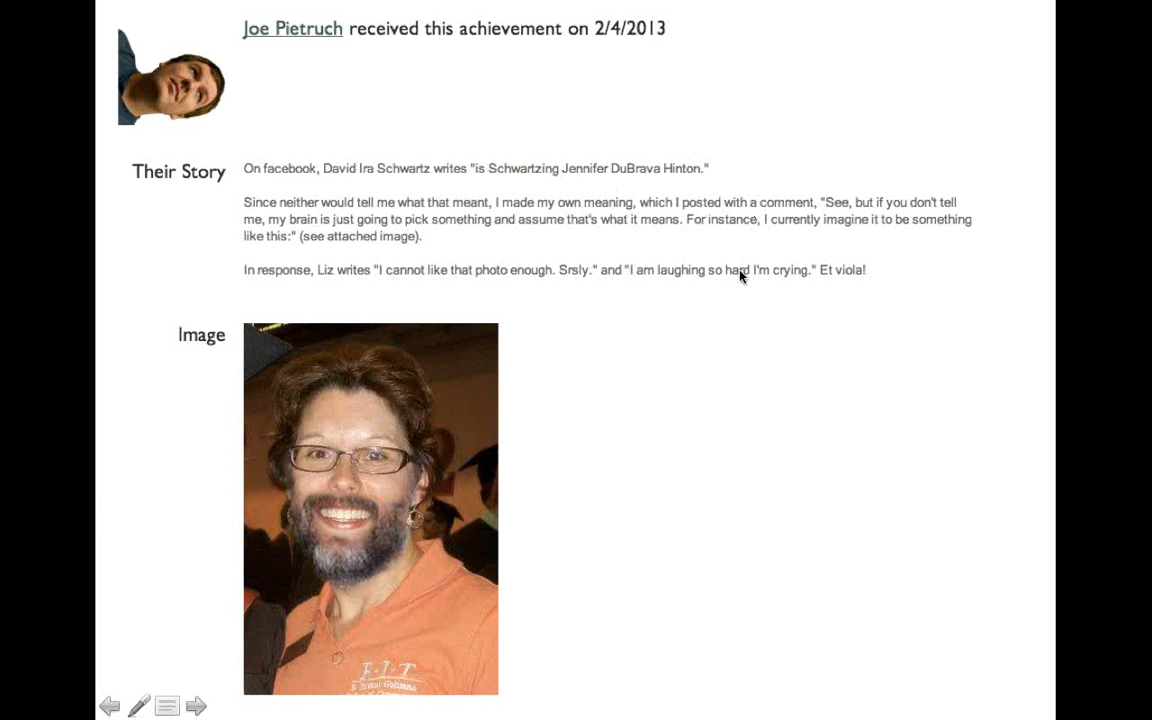 Joe Pietruch received this achievement on 2/4/2013
Their Story
On facebook, David Ira Schwartz writes "is Schwartzing Jennifer DuBrava Hinton."
Since neither would tell me what that meant, I made my own meaning, which I posted with a comment, "See, but if you don't tell
me, my brain is just going to pick something and assume that's what it means. For instance, I currently imagine it to be something
like this:" (see attached image).
In response, Liz writes "I cannot like that photo enough. Srsly." and "I am laughing so hard I'm crying." Et viola!
Image
R·I·T